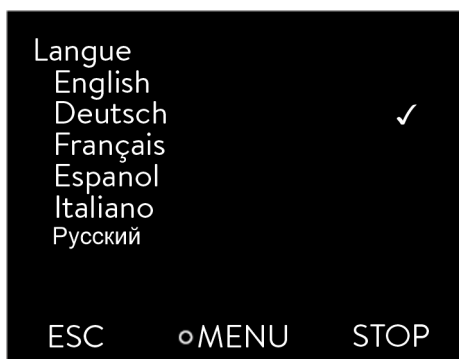 Langue
English
Deutsch ✓
Français
Espanol
Italiano
Русский
ESC MENU STOP